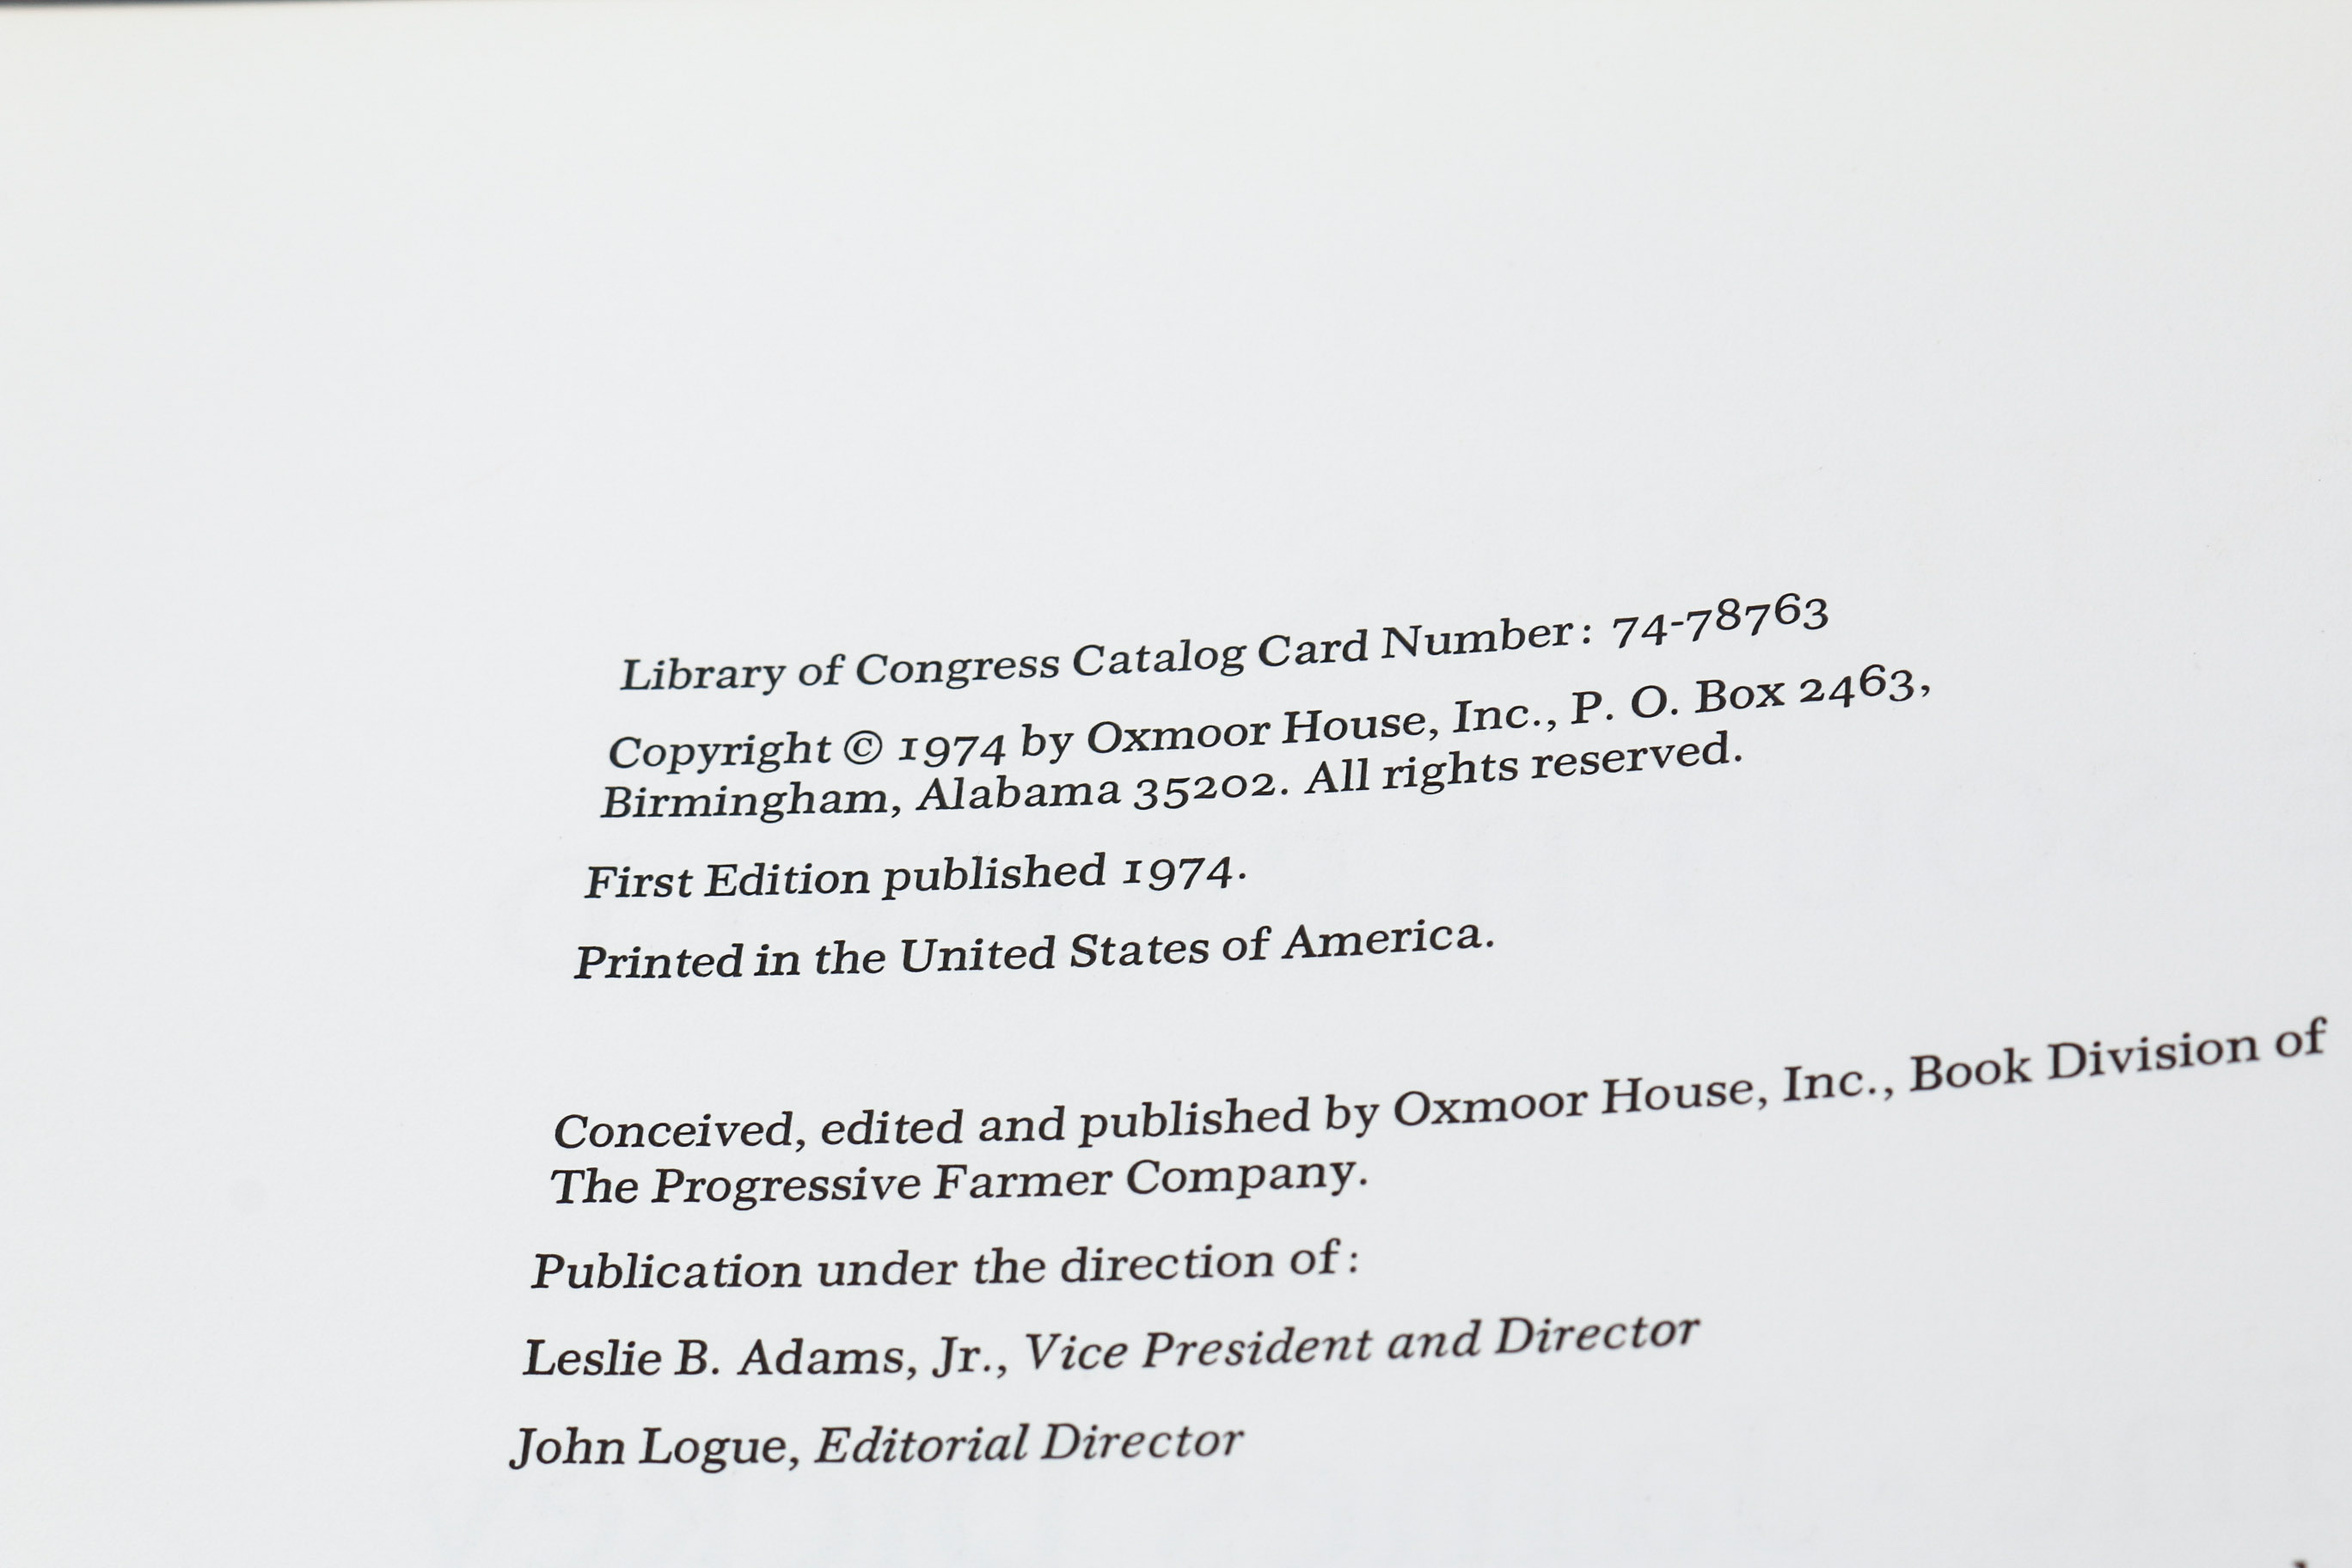 Library of Congress Catalog Card Number: 74-78763
Copyright © 1974 by Oxmoor House, Inc., P. O. Box 2463,
Birmingham, Alabama 35202. All rights reserved.
First Edition published 1974.
Printed in the United States of America.
Conceived, edited and published by Oxmoor House, Inc., Book Division of
The Progressive Farmer Company.
Publication under the direction of:
Leslie B. Adams, Jr., Vice President and Director
John Logue, Editorial Director